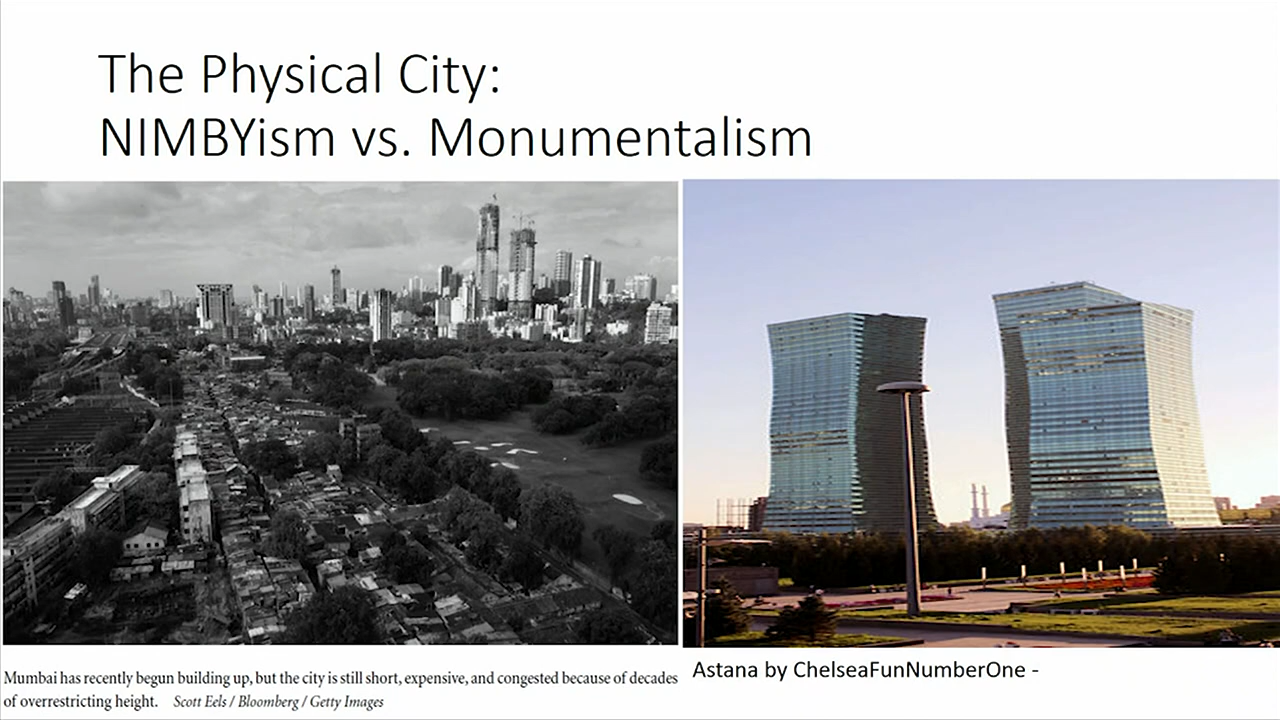 The Physical City:
NIMBYism vs. Monumentalism
Mumbai has recently begun building up, but the city is still short, expensive, and congested because of decades
of overrestricting height. Scott Eels / Bloomberg / Getty Images
Astana by ChelseaFunNumberOne -